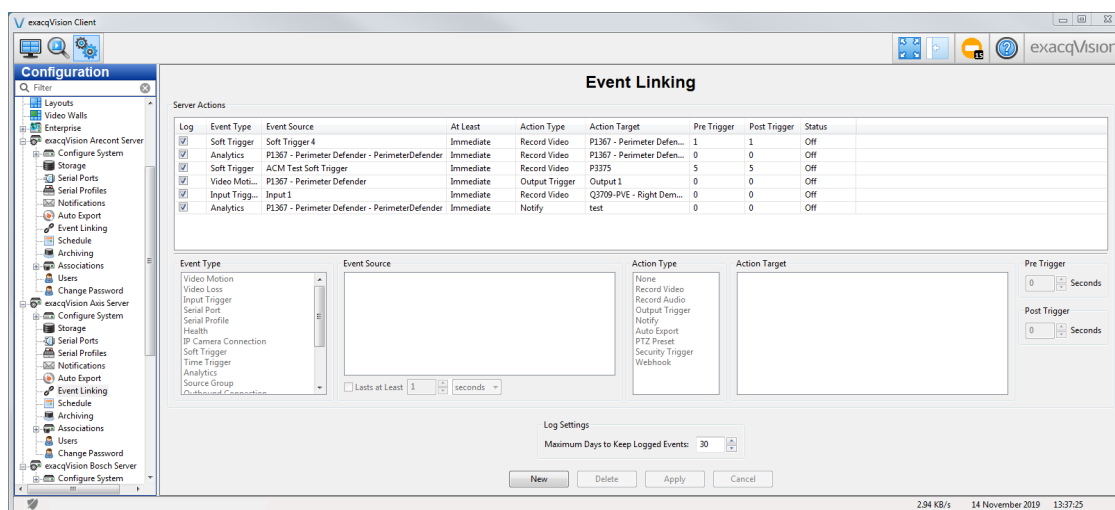 exacqVision Client
15
exacqVision
Configuration
Filter
Layouts
Video Walls
Enterprise
exacqVision Arecont Server
Configure System
Storage
Serial Ports
Serial Profiles
Notifications
Auto Export
Event Linking
Schedule
Archiving
Associations
Users
Change Password
exacqVision Axis Server
Configure System
Storage
Serial Ports
Serial Profiles
Notifications
Auto Export
Event Linking
Schedule
Archiving
Associations
Users
Change Password
exacqVision Bosch Server
Configure System
Event Linking
Server Actions
Log Event Type Event Source At Least Action Type Action Target Pre Trigger Post Trigger Status
Soft Trigger Soft Trigger 4 Immediate Record Video P1367 - Perimeter Defen... 1 1 Off
Analytics P1367 - Perimeter Defender - PerimeterDefender Immediate Record Video P1367 - Perimeter Defen... 0 0 Off
Soft Trigger ACM Test Soft Trigger Immediate Record Video P3375 5 5 Off
Video Moti... P1367 - Perimeter Defender Immediate Output Trigger Output 1 0 0 Off
Input Trigg... Input 1 Immediate Record Video Q3709-PVE - Right Dem... 0 0 Off
Analytics P1367 - Perimeter Defender - PerimeterDefender Immediate Notify test 0 0 Off
Event Type
Video Motion
Video Loss
Input Trigger
Serial Port
Serial Profile
Health
IP Camera Connection
Soft Trigger
Time Trigger
Analytics
Source Group
Outbound Connection
Event Source
Lasts at Least 1 seconds
Action Type
None
Record Video
Record Audio
Output Trigger
Notify
Auto Export
PTZ Preset
Security Trigger
Webhook
Action Target
Pre Trigger
0 Seconds
Post Trigger
0 Seconds
Log Settings
Maximum Days to Keep Logged Events: 30
New Delete Apply Cancel
2.94 KB/s 14 November 2019 13:37:25